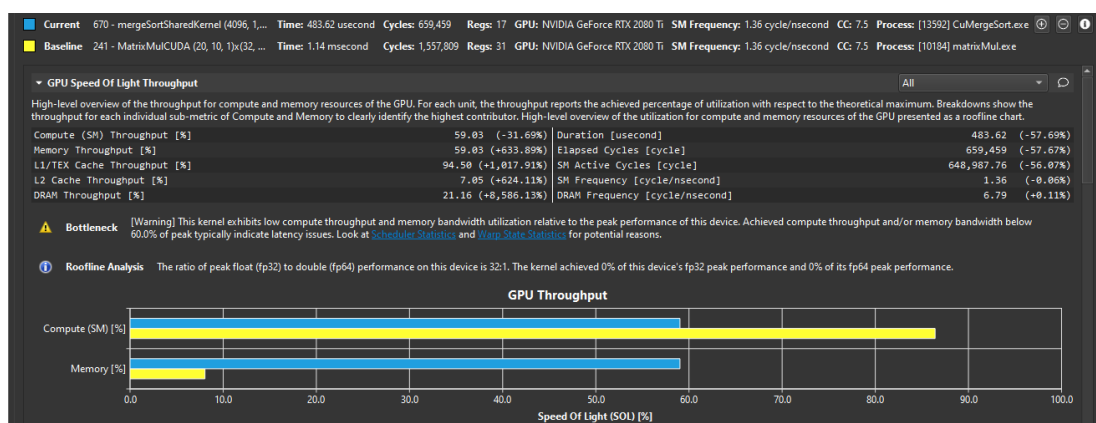 Current 670 - mergeSortSharedKernel (4096, 1,... Time: 483.62 usecond Cycles: 659,459 Regs: 17 GPU: NVIDIA GeForce RTX 2080 Ti SM Frequency: 1.36 cycle/nsecond CC: 7.5 Process: [13592] CuMergeSort.exe
Baseline 241 - MatrixMulCUDA (20, 10, 1)x(32, ... Time: 1.14 msecond Cycles: 1,557,809 Regs: 31 GPU: NVIDIA GeForce RTX 2080 Ti SM Frequency: 1.36 cycle/nsecond CC: 7.5 Process: [10184] matrixMul.exe
GPU Speed Of Light Throughput All
High-level overview of the throughput for compute and memory resources of the GPU. For each unit, the throughput reports the achieved percentage of utilization with respect to the theoretical maximum. Breakdowns show the
throughput for each individual sub-metric of Compute and Memory to clearly identify the highest contributor. High-level overview of the utilization for compute and memory resources of the GPU presented as a roofline chart.
Compute (SM) Throughput [%] 59.03 (-31.69%) Duration [usecond] 483.62 (-57.69%)
Memory Throughput [%] 59.03 (+633.89%) Elapsed Cycles [cycle] 659,459 (-57.67%)
L1/TEX Cache Throughput [%] 94.50 (+1,017.91%) SM Active Cycles [cycle] 648,987.76 (-56.07%)
L2 Cache Throughput [%] 7.05 (+624.11%) SM Frequency [cycle/nsecond] 1.36 (-0.06%)
DRAM Throughput [%] 21.16 (+8,586.13%) DRAM Frequency [cycle/nsecond] 6.79 (+0.11%)
Bottleneck [Warning] This kernel exhibits low compute throughput and memory bandwidth utilization relative to the peak performance of this device. Achieved compute throughput and/or memory bandwidth below
60.0% of peak typically indicate latency issues. Look at Scheduler Statistics and Warp State Statistics for potential reasons.
Roofline Analysis The ratio of peak float (fp32) to double (fp64) performance on this device is 32:1. The kernel achieved 0% of this device's fp32 peak performance and 0% of its fp64 peak performance.
GPU Throughput
Compute (SM) [%]
Memory [%]
0.0 10.0 20.0 30.0 40.0 50.0 60.0 70.0 80.0 90.0 100.0
Speed Of Light (SOL) [%]